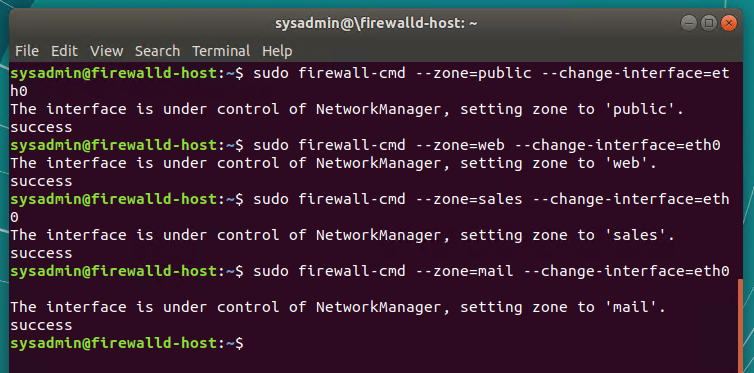 sysadmin@\firewalld-host: ~
File Edit View Search Terminal Help
sysadmin@firewalld-host:~$ sudo firewall-cmd --zone=public --change-interface=et
h0
The interface is under control of NetworkManager, setting zone to 'public'.
success
sysadmin@firewalld-host:~$ sudo firewall-cmd --zone=web --change-interface=eth0
The interface is under control of NetworkManager, setting zone to 'web'.
success
sysadmin@firewalld-host:~$ sudo firewall-cmd --zone=sales --change-interface=eth
0
The interface is under control of NetworkManager, setting zone to 'sales'.
success
sysadmin@firewalld-host:~$ sudo firewall-cmd --zone=mail --change-interface=eth0
The interface is under control of NetworkManager, setting zone to 'mail'.
success
sysadmin@firewalld-host:~$